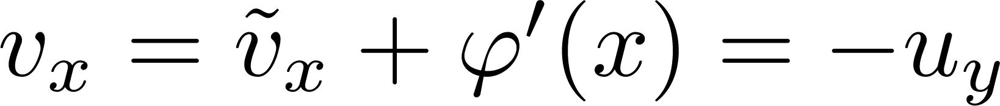 $v_x = \tilde{v}_x + \varphi'(x) = -u_y$